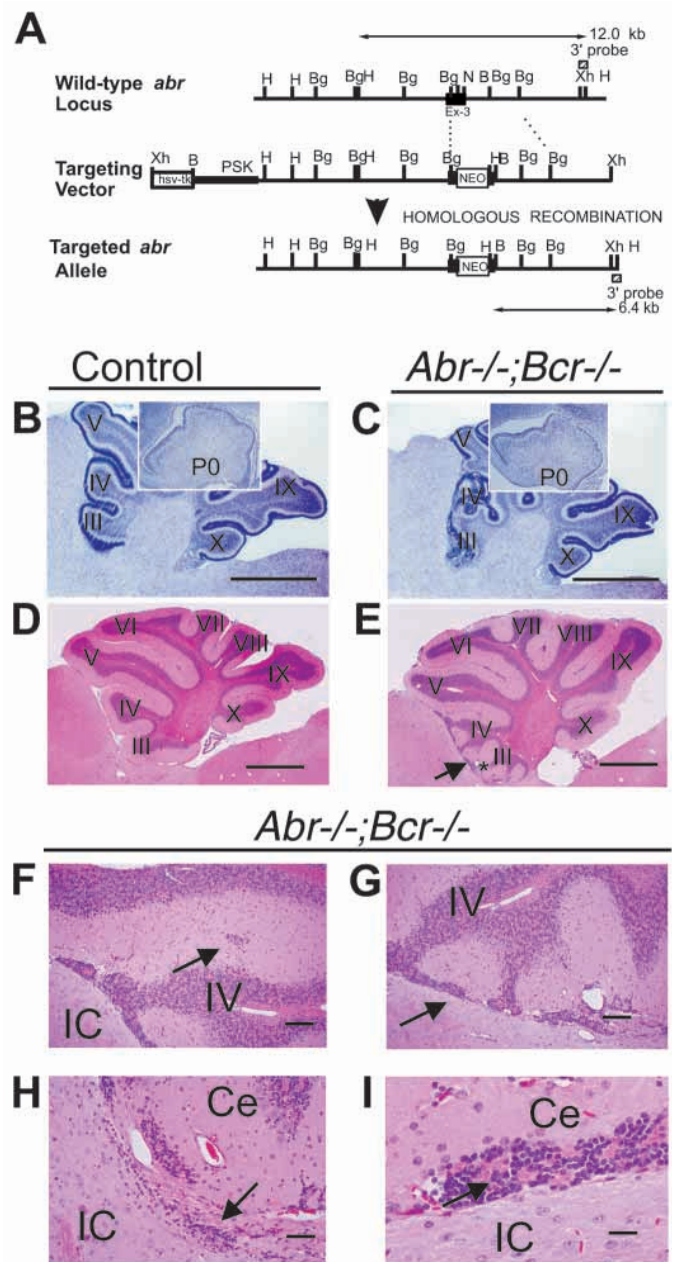 A
12.0 kb
3' probe
Wild-type abr Locus
H H Bg BgH Bg Bg N B Bg Bg Xh H
Ex-3
Targeting Vector
Xh B PSK H H Bg Bg H Bg Bg H B Bg Bg Xh
hsv-tk
NEO
HOMOLOGOUS RECOMBINATION
Targeted abr Allele
H H Bg Bg H Bg Bg H B Bg Bg Xh H
NEO
3' probe
6.4 kb
Control
Abr-/-;Bcr-/-
B
V
IV
III
P0
IX
X
C
V
IV
III
P0
IX
X
D
VI
VII
VIII
V
IX
IV
X
III
E
VI
VII
VIII
IX
V
IV
X
III
*
Abr-/-;Bcr-/-
F
IV
IC
G
IV
H
Ce
IC
I
Ce
IC